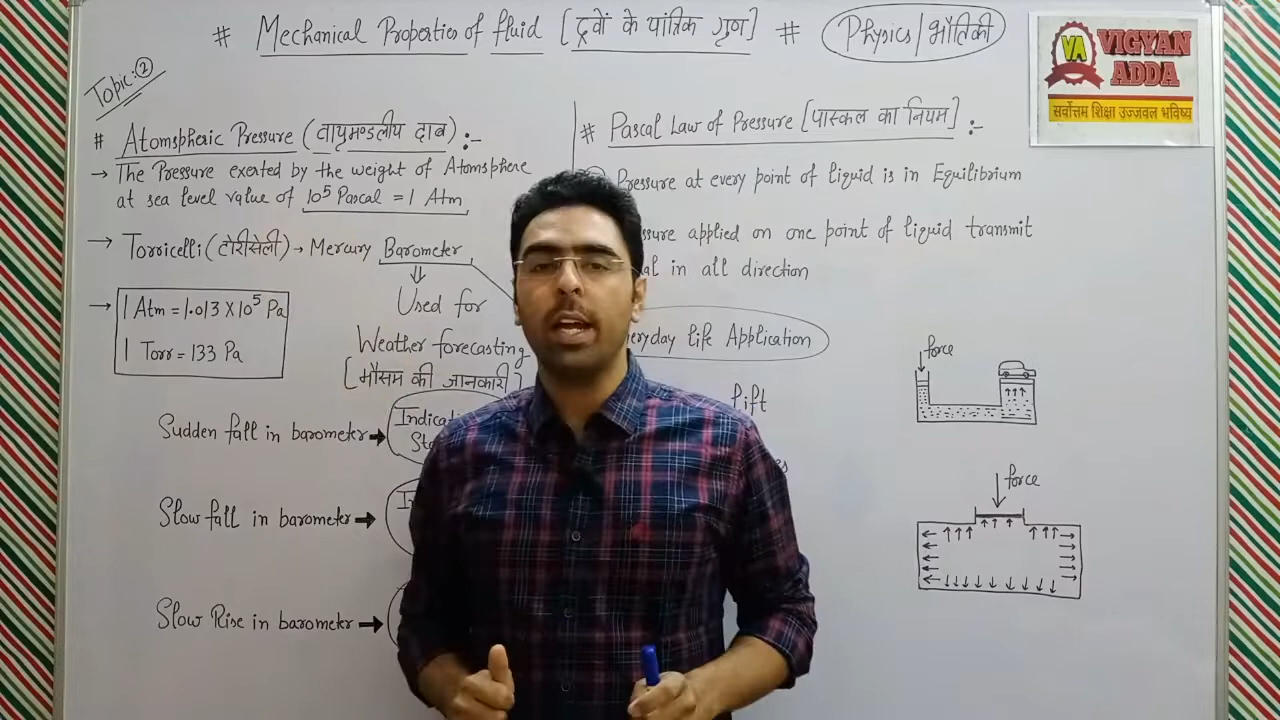 # Mechanical Properties of fluid [द्रवों के यांत्रिक गुण] #
Physics/भौतिकी
VA VIGYAN ADDA
सर्वोत्तम शिक्षा उज्जवल भविष्य
Topic:②
# Atomspheric Pressure (वायुमण्डलीय दाब) :-
→ The Pressure exerted by the weight of Atomsphere
at sea level value of 10⁵ Pascal = 1 Atm
→ Torricelli (टोरीसेली) → Mercury Barometer
⇓
Used for
Weather forecasting
[मौसम की जानकारी]
→ 1 Atm = 1.013 X 10⁵ Pa
1 Torr = 133 Pa
Sudden fall in barometer →
Slow fall in barometer →
Slow Rise in barometer →
# Pascal Law of Pressure [पास्कल का नियम] :-
Pressure at every point of liquid is in Equilibrium
applied on one point of liquid transmit
in all direction
life Application
lift
force
force